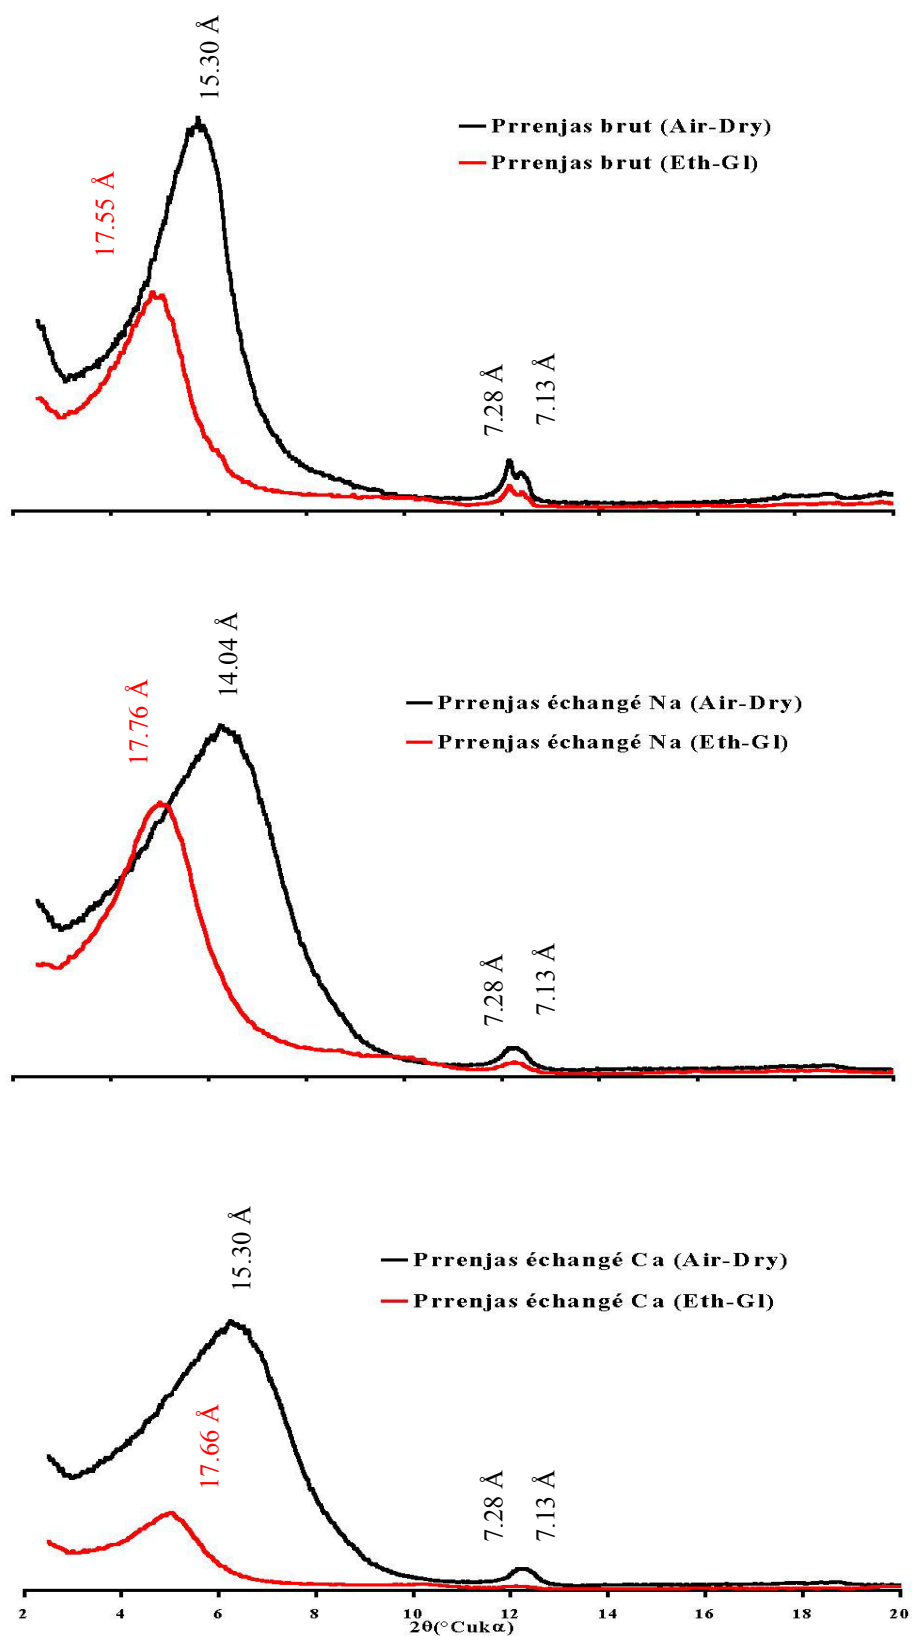 15.30 Å
Prrenjas brut (Air-Dry)
Prrenjas brut (Eth-Gl)
17.55 Å
7.28 Å
7.13 Å
14.04 Å
17.76 Å
Prrenjas échangé Na (Air-Dry)
Prrenjas échangé Na (Eth-Gl)
7.28 Å
7.13 Å
15.30 Å
Prrenjas échangé Ca (Air-Dry)
Prrenjas échangé Ca (Eth-Gl)
17.66 Å
7.28 Å
7.13 Å
2 4 6 8 10 12 14 16 18 20
2θ(°Cukα)